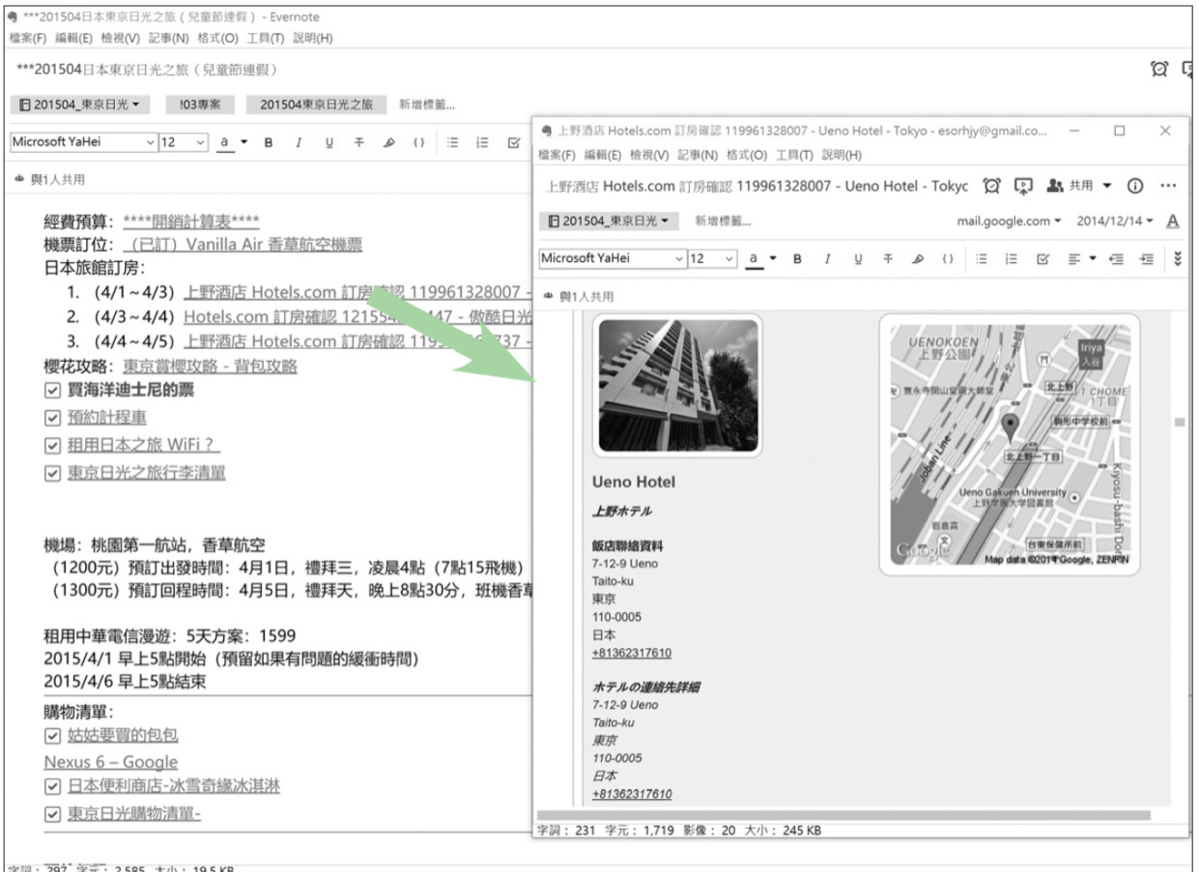 ***201504日本東京日光之旅（兒童節連假） - Evernote
檔案(F) 編輯(E) 檢視(V) 記事(N) 格式(O) 工具(T) 說明(H)
***201504日本東京日光之旅（兒童節連假）
201504_東京日光 !03專案 201504東京日光之旅 新增標籤...
Microsoft YaHei 12 a B I U T {}
與1人共用
經費預算：****開銷計算表****
機票訂位：（已訂）Vanilla Air 香草航空機票
日本旅館訂房：
1. （4/1～4/3）上野酒店 Hotels.com 訂房確認 119961328007 -
2. （4/3～4/4）Hotels.com 訂房確認 12155 447 - 傲酷日光
3. （4/4～4/5）上野酒店 Hotels.com 訂房確認 119 737 -
櫻花攻略：東京賞櫻攻略 - 背包攻略
買海洋迪士尼的票
預約計程車
租用日本之旅 WiFi？
東京日光之旅行李清單
機場：桃園第一航站，香草航空
（1200元）預訂出發時間：4月1日，禮拜三，凌晨4點（7點15飛機）
（1300元）預訂回程時間：4月5日，禮拜天，晚上8點30分，班機香草
租用中華電信漫遊：5天方案：1599
2015/4/1 早上5點開始（預留如果有問題的緩衝時間）
2015/4/6 早上5點結束
購物清單：
姑姑要買的包包
Nexus 6 – Google
日本便利商店-冰雪奇緣冰淇淋
東京日光購物清單-
字詞： 297 字元： 2,585 大小： 19.5 KB
上野酒店 Hotels.com 訂房確認 119961328007 - Ueno Hotel - Tokyo - esorhjy@gmail.co...
檔案(F) 編輯(E) 檢視(V) 記事(N) 格式(O) 工具(T) 說明(H)
上野酒店 Hotels.com 訂房確認 119961328007 - Ueno Hotel - Tokyc 共用
201504_東京日光 新增標籤... mail.google.com 2014/12/14 A
Microsoft YaHei 12 a B I U T {}
與1人共用
Ueno Hotel
上野ホテル
飯店聯絡資料
7-12-9 Ueno
Taito-ku
東京
110-0005
日本
+81362317610
ホテルの連絡先詳細
7-12-9 Ueno
Taito-ku
東京
110-0005
日本
+81362317610
UENOKOEN
上野公園
Iriya
入谷
寛永寺開山堂両大師堂
北上野
1 CHOME
1丁目
駒形中学校前
北上野一丁目
Joban Line
Ueno Gakuen University
上野学園大学図書館
Kiyosu-bashi Dori
岩倉高
台東保健所前
Google
Map data ©2014 Google, ZENRIN
字詞： 231 字元： 1,719 影像： 20 大小： 245 KB